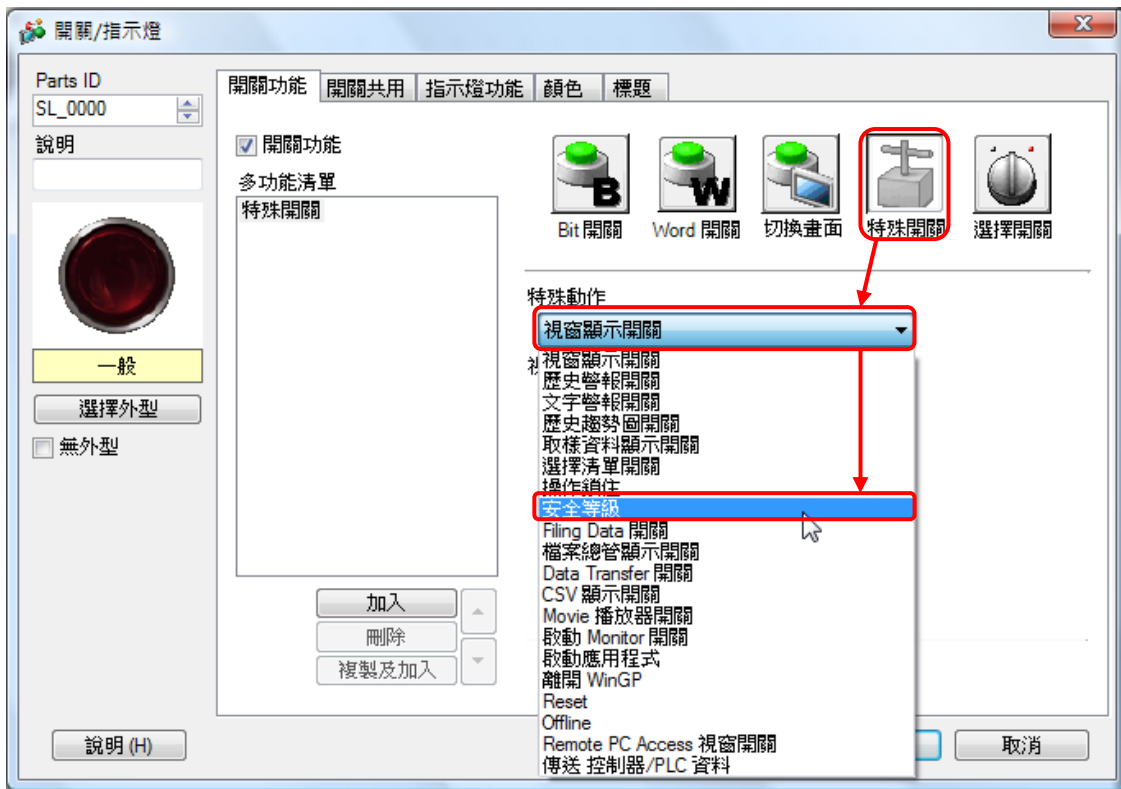 開關/指示燈
Parts ID
SL_0000
說明
一般
選擇外型
無外型
說明 (H)
開關功能
開關共用
指示燈功能
顏色
標題
開關功能
多功能清單
特殊開關
加入
刪除
複製及加入
B
W
Bit 開關
Word 開關
切換畫面
特殊開關
選擇開關
特殊動作
視窗顯示開關
視窗顯示開關
歷史警報開關
文字警報開關
歷史趨勢圖開關
取樣資料顯示開關
選擇清單開關
操作鎖住
安全等級
Filing Data 開關
檔案總管顯示開關
Data Transfer 開關
CSV 顯示開關
Movie 播放器開關
啟動 Monitor 開關
啟動應用程式
離開 WinGP
Reset
Offline
Remote PC Access 視窗開關
傳送 控制器/PLC 資料
取消